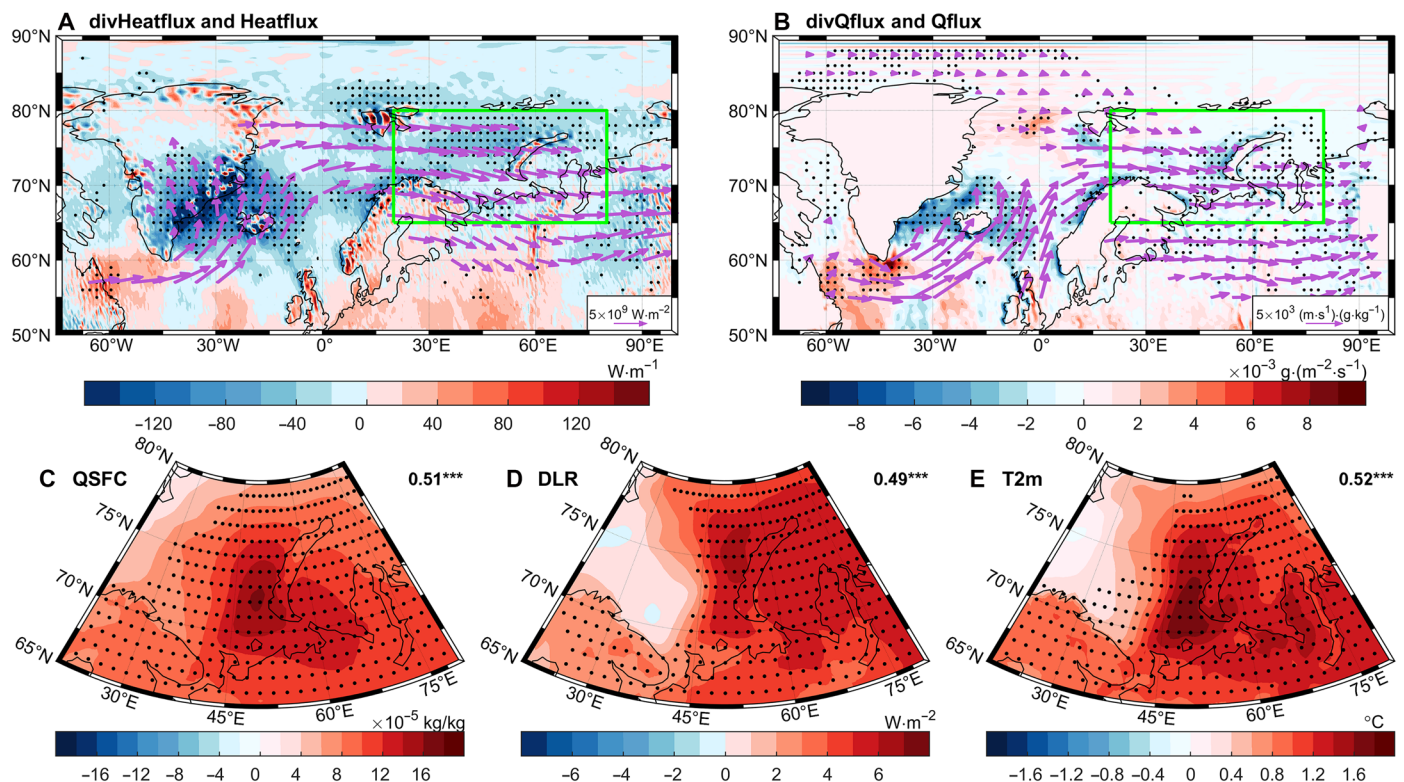 A divHeatflux and Heatflux
B divQflux and Qflux
90°N
80°N
70°N
60°N
50°N
5×10⁹ W·m⁻²
60°W
30°W
0
30°E
60°E
90°E
W·m⁻¹
−120
−80
−40
0
40
80
120
90°N
80°N
70°N
60°N
50°N
5×10³ (m·s¹)·(g·kg⁻¹)
60°W
30°W
0°
30°E
60°E
90°E
×10⁻³ g·(m⁻²·s⁻¹)
−8
−6
−4
−2
0
2
4
6
8
C QSFC
0.51***
80°N
75°N
70°N
65°N
30°E
45°E
60°E
75°E
×10⁻⁵ kg/kg
−16
−12
−8
−4
0
4
8
12
16
D DLR
0.49***
80°N
75°N
70°N
65°N
30°E
45°E
60°E
75°E
W·m⁻²
−6
−4
−2
0
2
4
6
E T2m
0.52***
80°N
75°N
70°N
65°N
30°E
45°E
60°E
75°E
°C
−1.6
−1.2
−0.8
−0.4
0
0.4
0.8
1.2
1.6